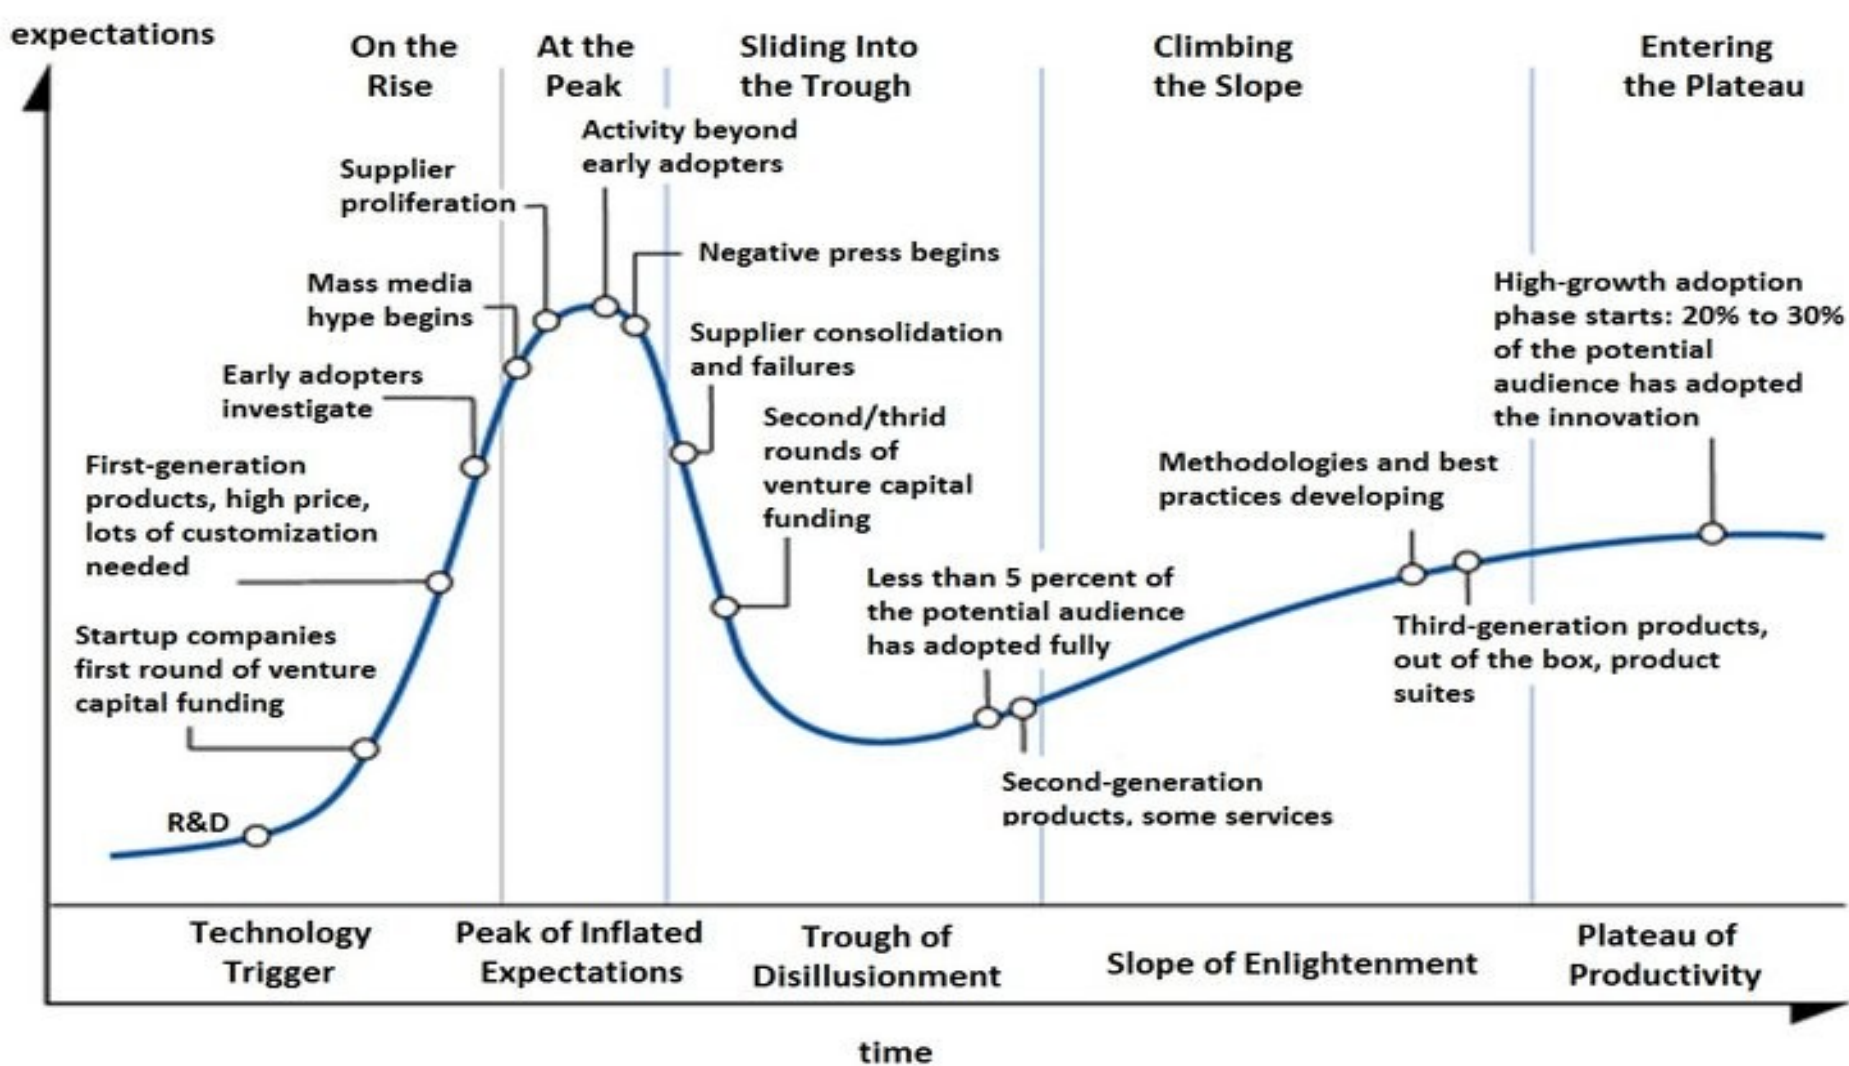 expectations
On the
Rise
At the
Peak
Sliding Into
the Trough
Climbing
the Slope
Entering
the Plateau
Activity beyond
early adopters
Supplier
proliferation
Negative press begins
Mass media
hype begins
Supplier consolidation
and failures
Early adopters
investigate
Second/thrid
rounds of
venture capital
funding
High-growth adoption
phase starts: 20% to 30%
of the potential
audience has adopted
the innovation
First-generation
products, high price,
lots of customization
needed
Methodologies and best
practices developing
Less than 5 percent of
the potential audience
has adopted fully
Startup companies
first round of venture
capital funding
Third-generation products,
out of the box, product
suites
Second-generation
products, some services
R&D
Technology
Trigger
Peak of Inflated
Expectations
Trough of
Disillusionment
Slope of Enlightenment
Plateau of
Productivity
time